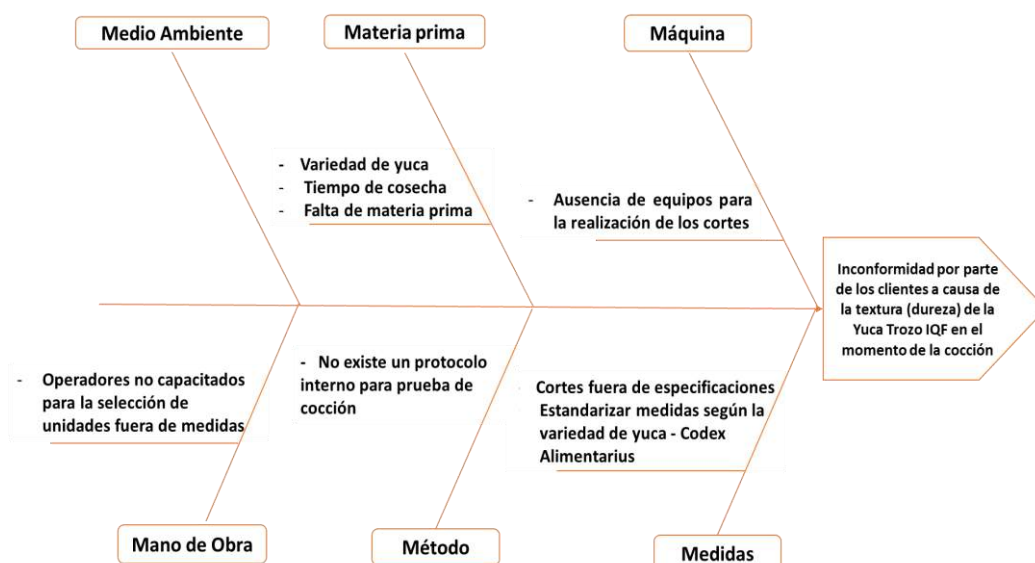 Medio Ambiente
Materia prima
Máquina
- Variedad de yuca
- Tiempo de cosecha
- Falta de materia prima
- Ausencia de equipos para
la realización de los cortes
Inconformidad por parte
de los clientes a causa de
la textura (dureza) de la
Yuca Trozo IQF en el
momento de la cocción
- Operadores no capacitados
para la selección de
unidades fuera de medidas
- No existe un protocolo
interno para prueba de
cocción
- Cortes fuera de especificaciones
Estandarizar medidas según la
variedad de yuca - Codex
Alimentarius
Mano de Obra
Método
Medidas